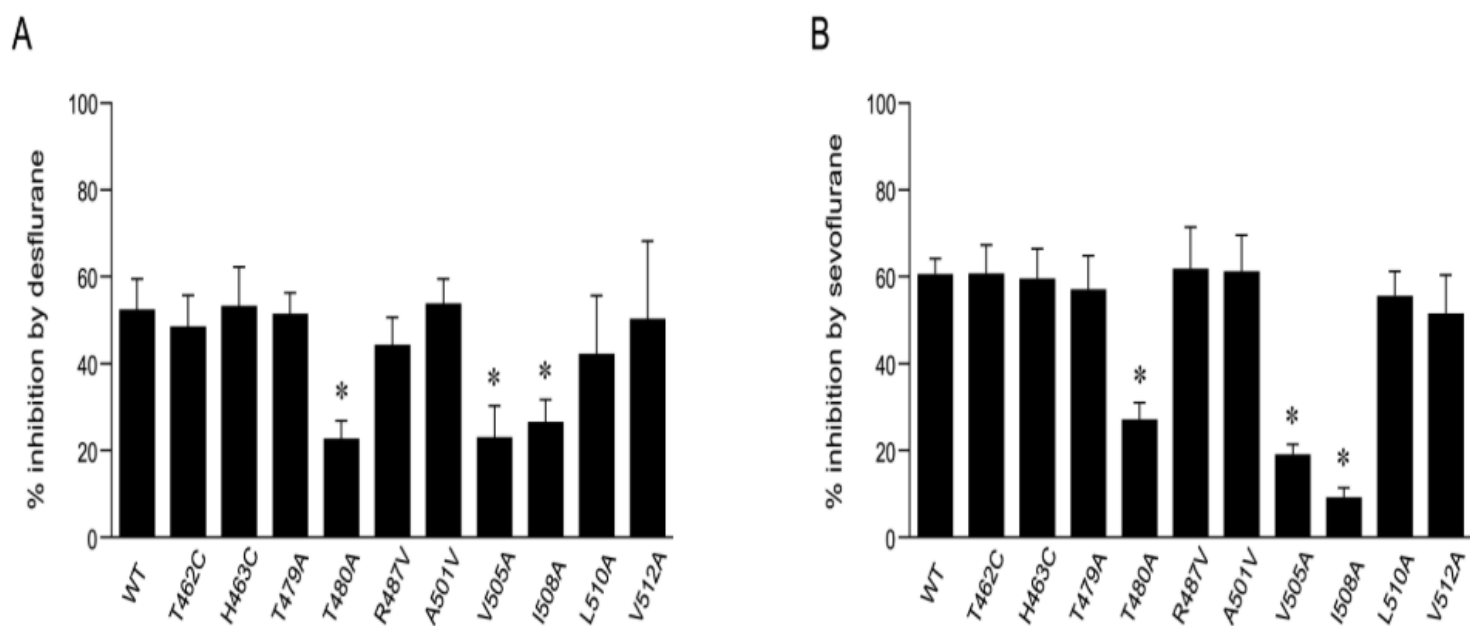 A
% inhibition by desflurane
100
80
60
40
20
0
*
*
*
WT
T462C
H463C
T479A
T480A
R487V
A501V
V505A
I508A
L510A
V512A
B
% inhibition by sevoflurane
100
80
60
40
20
0
*
*
*
WT
T462C
H463C
T479A
T480A
R487V
A501V
V505A
I508A
L510A
V512A